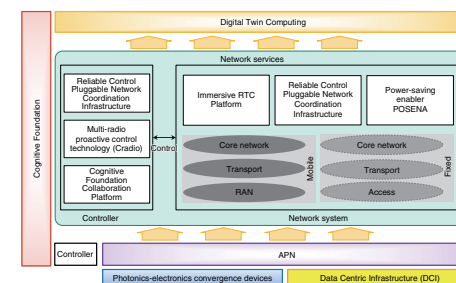 Digital Twin Computing
Cognitive Foundation
Network services
Reliable Control
Pluggable Network
Coordination
Infrastructure
Multi-radio
proactive control
technology (Cradio)
Cognitive
Foundation
Collaboration
Platform
Controller
Control
Immersive RTC
Platform
Reliable Control
Pluggable Network
Coordination
Infrastructure
Power-saving
enabler
POSENA
Core network
Transport
RAN
Mobile
Core network
Transport
Access
Fixed
Network system
Controller
APN
Photonics-electronics convergence devices
Data Centric Infrastructure (DCI)